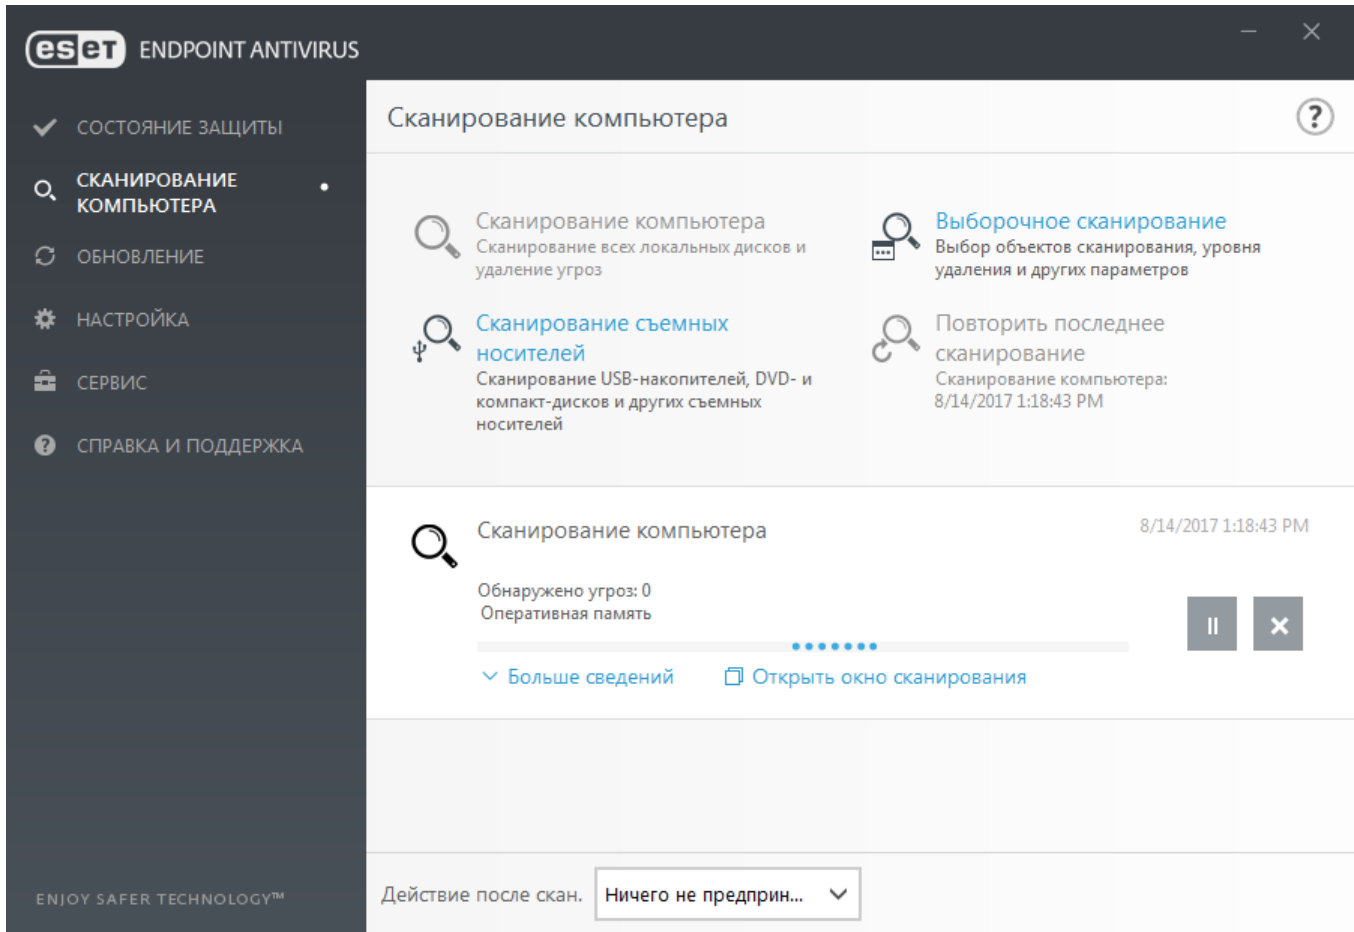 eset ENDPOINT ANTIVIRUS
СОСТОЯНИЕ ЗАЩИТЫ
СКАНИРОВАНИЕ
КОМПЬЮТЕРА
ОБНОВЛЕНИЕ
НАСТРОЙКА
СЕРВИС
СПРАВКА И ПОДДЕРЖКА
ENJOY SAFER TECHNOLOGY™
Сканирование компьютера
?
Сканирование компьютера
Сканирование всех локальных дисков и
удаление угроз
Выборочное сканирование
Выбор объектов сканирования, уровня
удаления и других параметров
Сканирование съемных
носителей
Сканирование USB-накопителей, DVD- и
компакт-дисков и других съемных
носителей
Повторить последнее
сканирование
Сканирование компьютера:
8/14/2017 1:18:43 PM
Сканирование компьютера
8/14/2017 1:18:43 PM
Обнаружено угроз: 0
Оперативная память
Больше сведений
Открыть окно сканирования
Действие после скан.
Ничего не предприн...